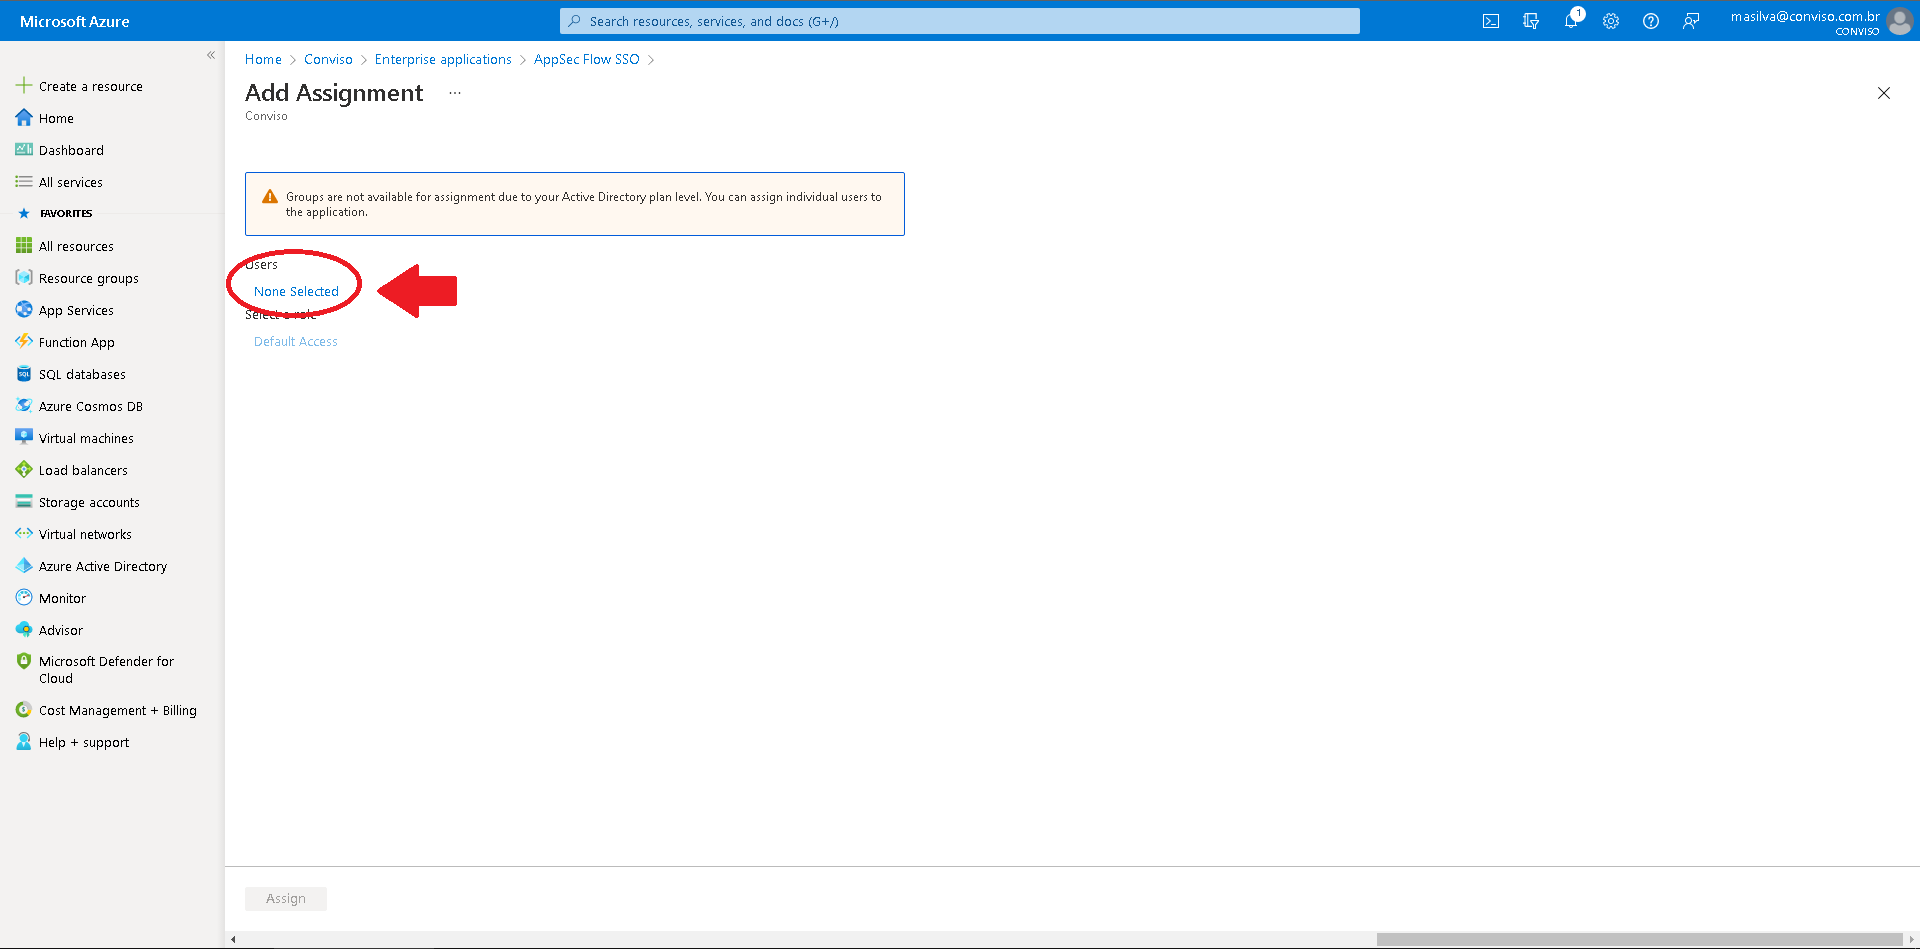 Microsoft Azure
Search resources, services, and docs (G+/)
1
masilva@conviso.com.br
CONVISO
Create a resource
Home
Dashboard
All services
FAVORITES
All resources
Resource groups
App Services
Function App
SQL databases
Azure Cosmos DB
Virtual machines
Load balancers
Storage accounts
Virtual networks
Azure Active Directory
Monitor
Advisor
Microsoft Defender for
Cloud
Cost Management + Billing
Help + support
Home > Conviso > Enterprise applications > AppSec Flow SSO >
Add Assignment ...
Conviso
Groups are not available for assignment due to your Active Directory plan level. You can assign individual users to
the application.
Users
None Selected
Select a role
Default Access
Assign